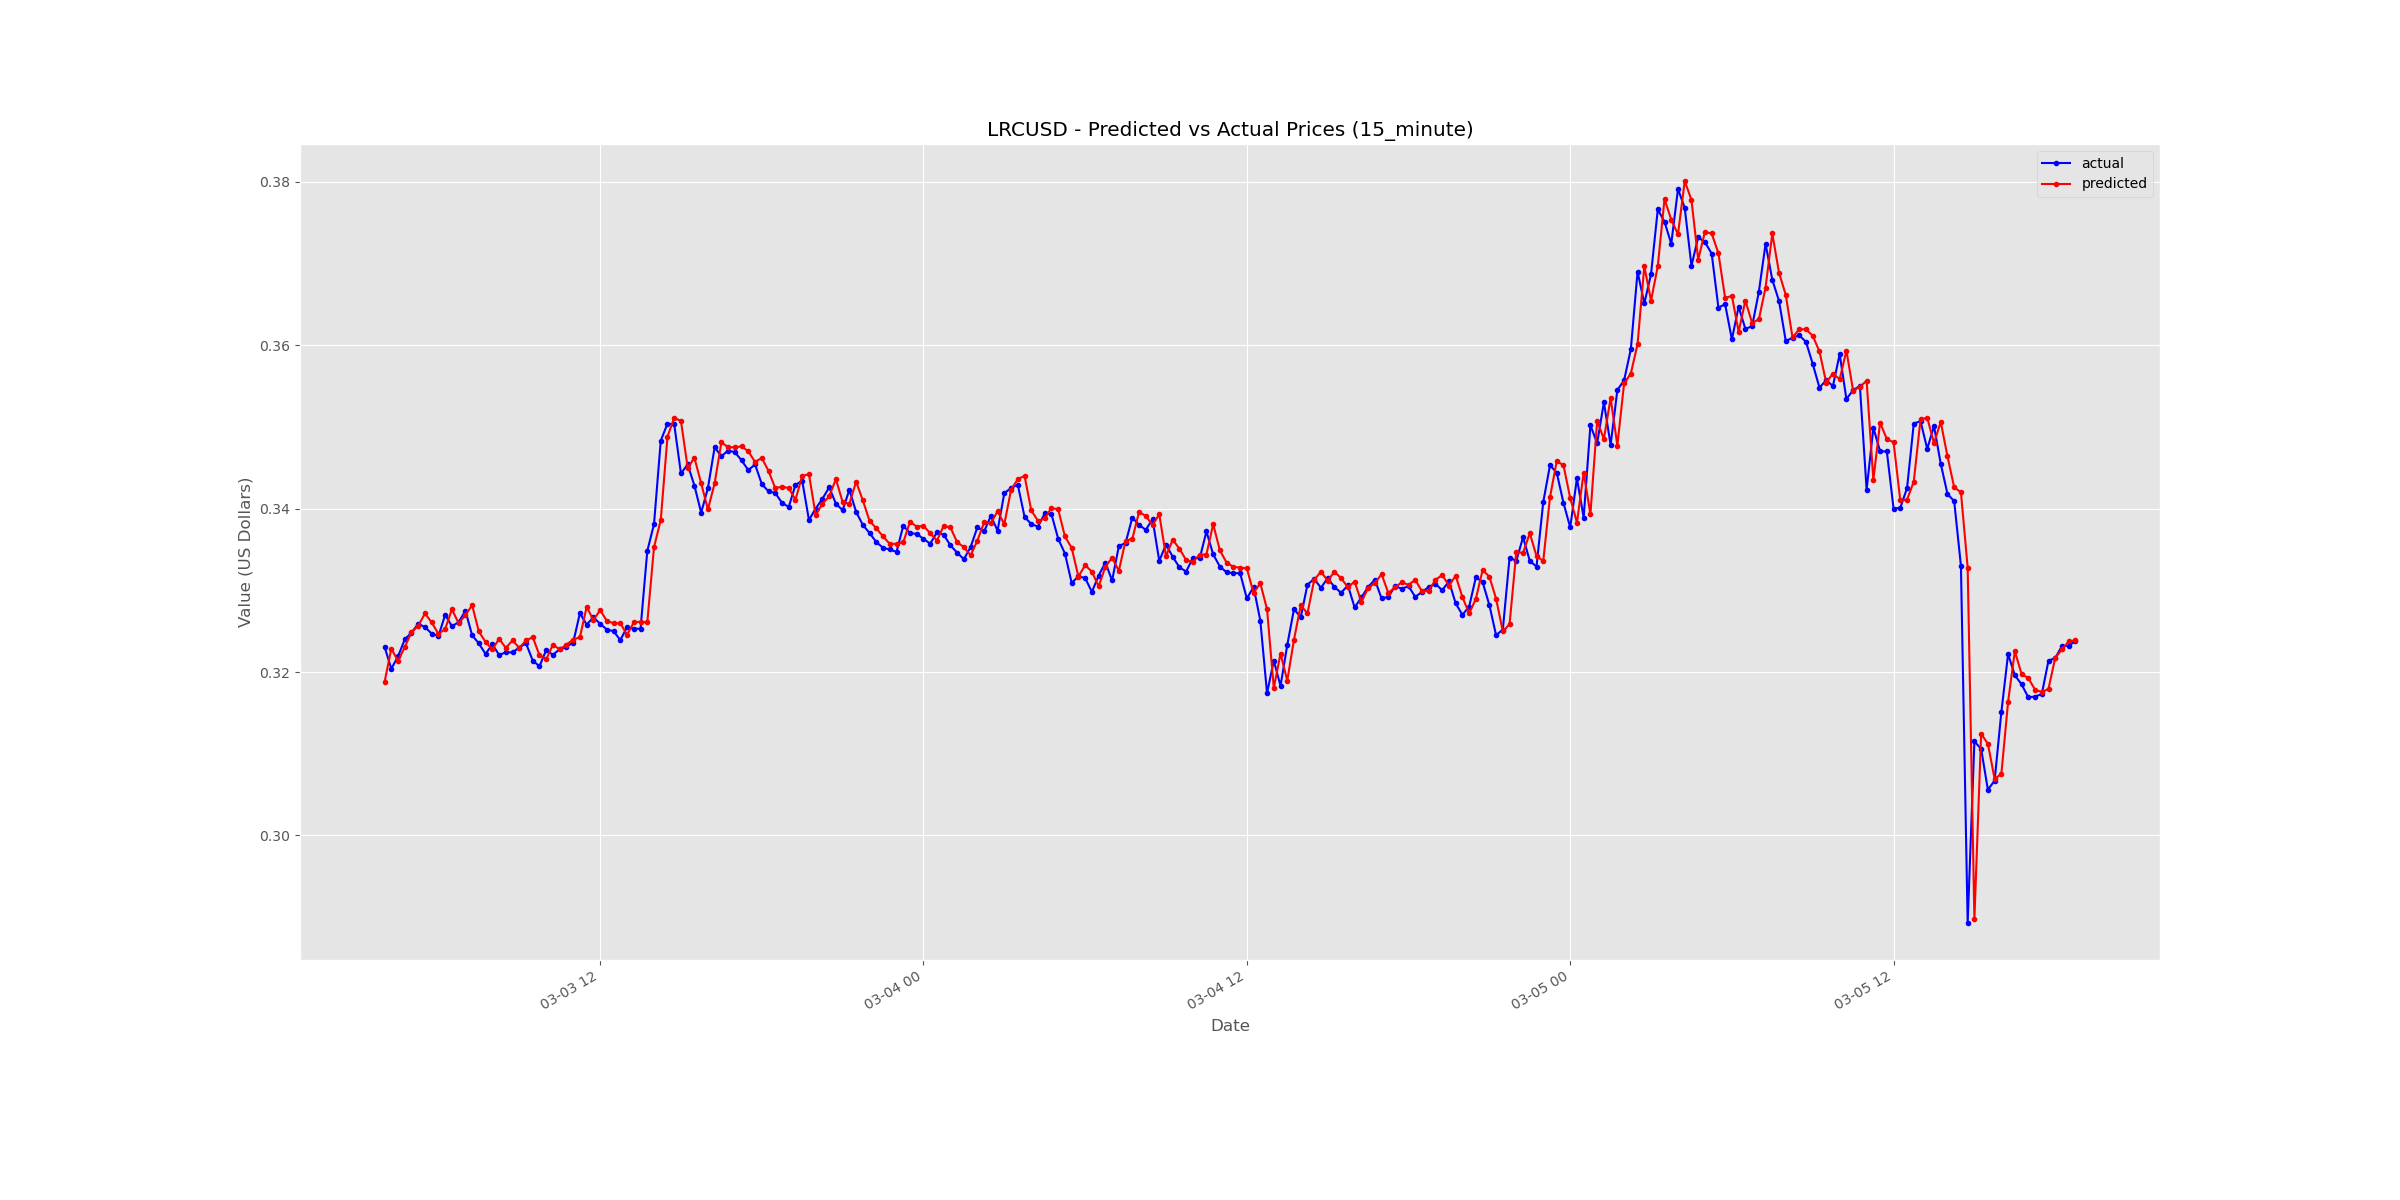 LRCUSD - Predicted vs Actual Prices (15_minute)
actual
predicted
Value (US Dollars)
0.38
0.36
0.34
0.32
0.30
03-03 12
03-04 00
03-04 12
03-05 00
03-05 12
Date